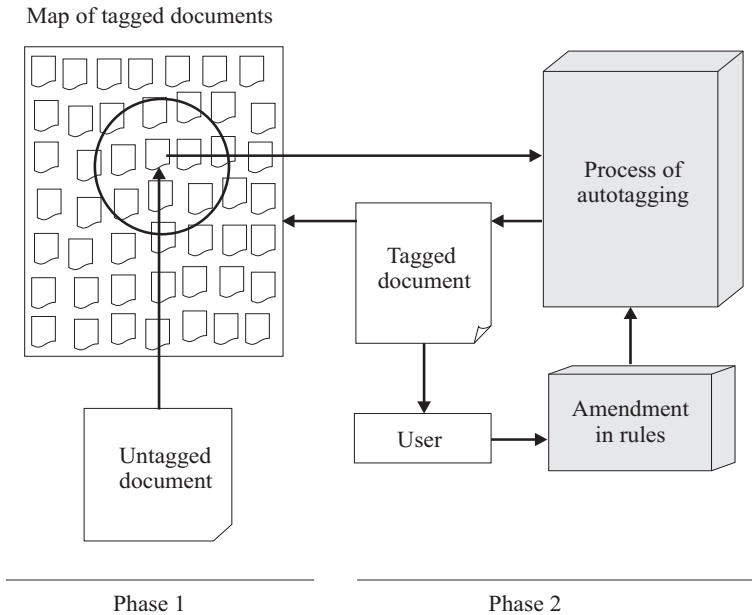 Map of tagged documents
Process of
autotagging
Tagged
document
User
Amendment
in rules
Untagged
document
Phase 1
Phase 2